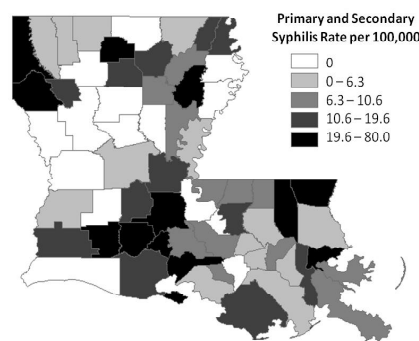 Primary and Secondary
Syphilis Rate per 100,000
0
0 – 6.3
6.3 – 10.6
10.6 – 19.6
19.6 – 80.0